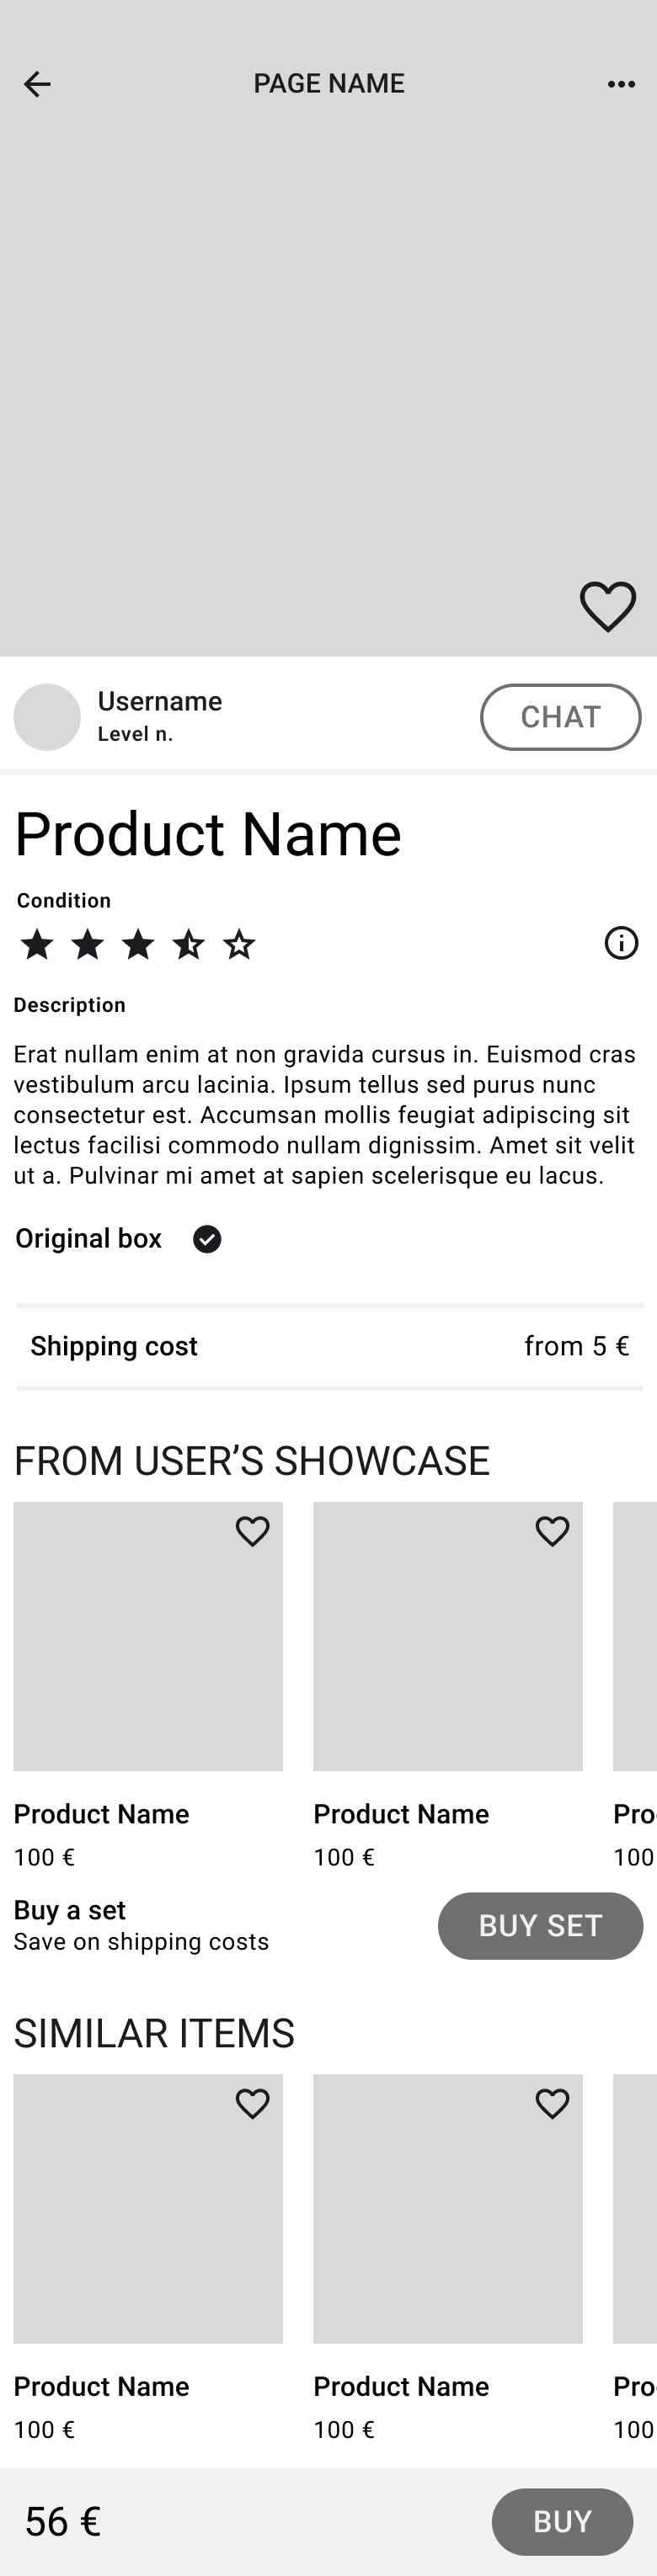 PAGE NAME
Username
Level n.
CHAT
Product Name
Condition
Description
Erat nullam enim at non gravida cursus in. Euismod cras
vestibulum arcu lacinia. Ipsum tellus sed purus nunc
consectetur est. Accumsan mollis feugiat adipiscing sit
lectus facilisi commodo nullam dignissim. Amet sit velit
ut a. Pulvinar mi amet at sapien scelerisque eu lacus.
Original box
Shipping cost from 5 €
FROM USER’S SHOWCASE
Product Name Product Name Pro
100 € 100 € 100
Buy a set
Save on shipping costs
BUY SET
SIMILAR ITEMS
Product Name Product Name Pro
100 € 100 € 100
56 € BUY